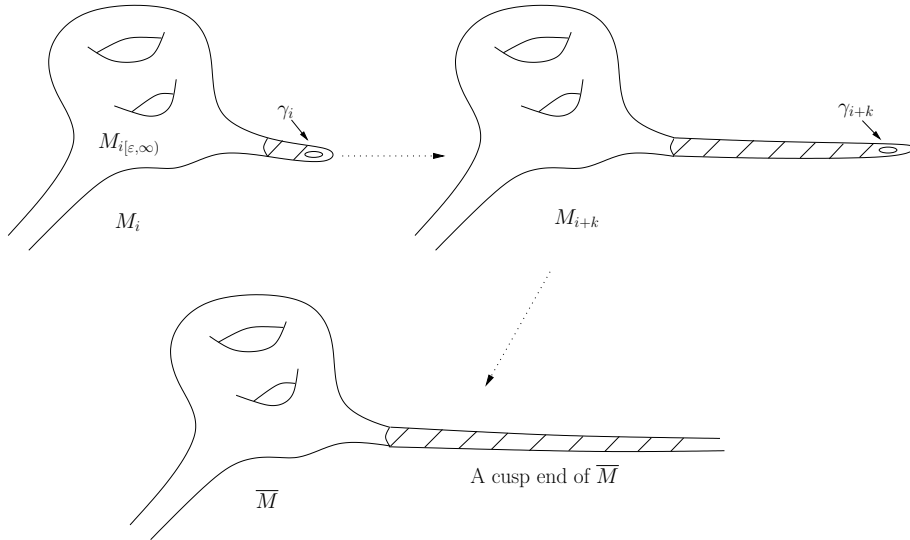 γ_i
γ_{i+k}
M_{i[ε,∞)}
M_i
M_{i+k}
A cusp end of \overline{M}
\overline{M}